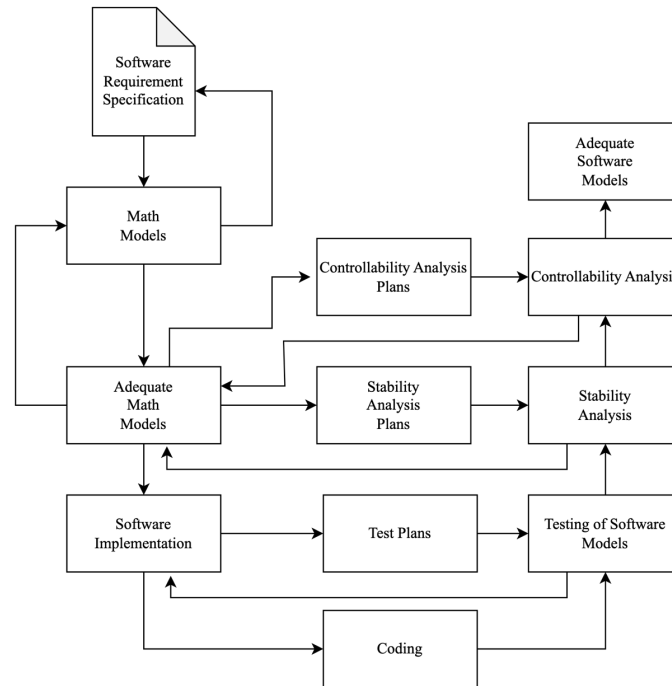 Software
Requirement
Specification
Adequate
Software
Models
Math
Models
Controllability Analysis
Plans
Controllability Analysis
Adequate
Math
Models
Stability
Analysis
Plans
Stability
Analysis
Software
Implementation
Test Plans
Testing of Software
Models
Coding